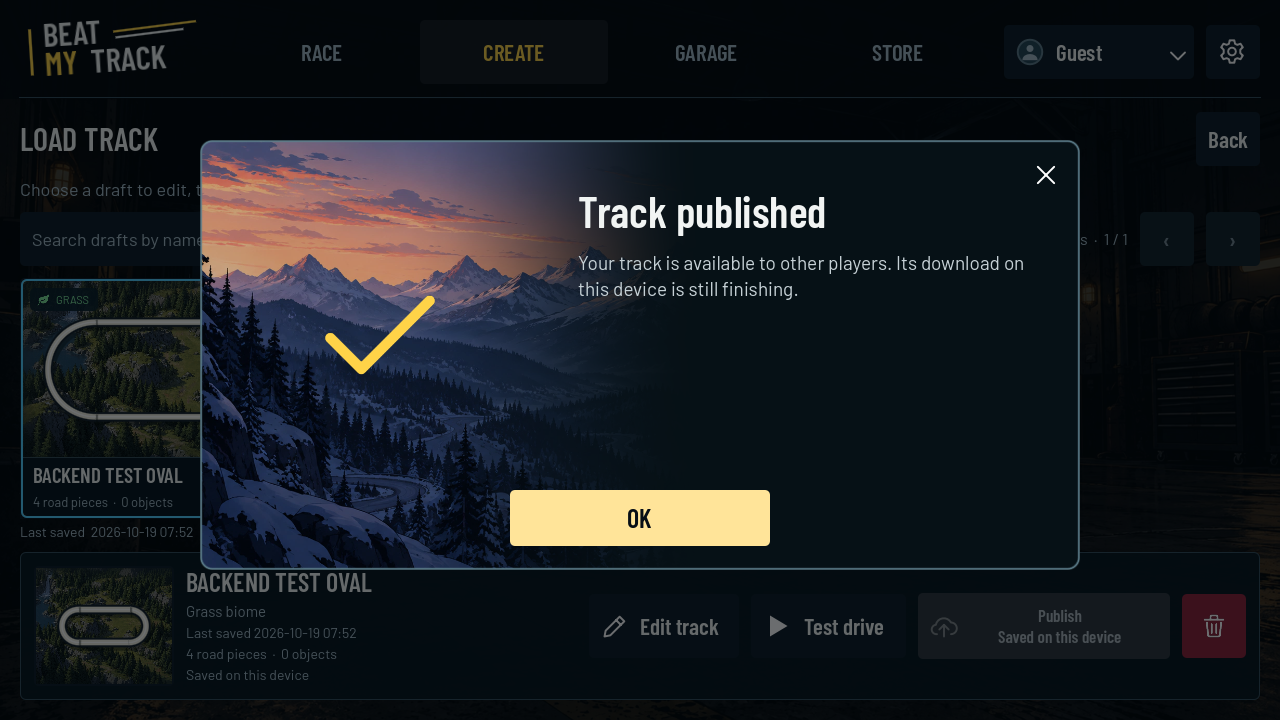 BEAT
MY TRACK
RACE
CREATE
GARAGE
STORE
Guest
LOAD TRACK
Back
Choose a draft to edit, t
Search drafts by name
s · 1 / 1
‹
›
GRASS
BACKEND TEST OVAL
4 road pieces · 0 objects
Last saved 2026-10-19 07:52
Track published
Your track is available to other players. Its download on
this device is still finishing.
OK
BACKEND TEST OVAL
Grass biome
Last saved 2026-10-19 07:52
4 road pieces · 0 objects
Saved on this device
Edit track
Test drive
Publish
Saved on this device